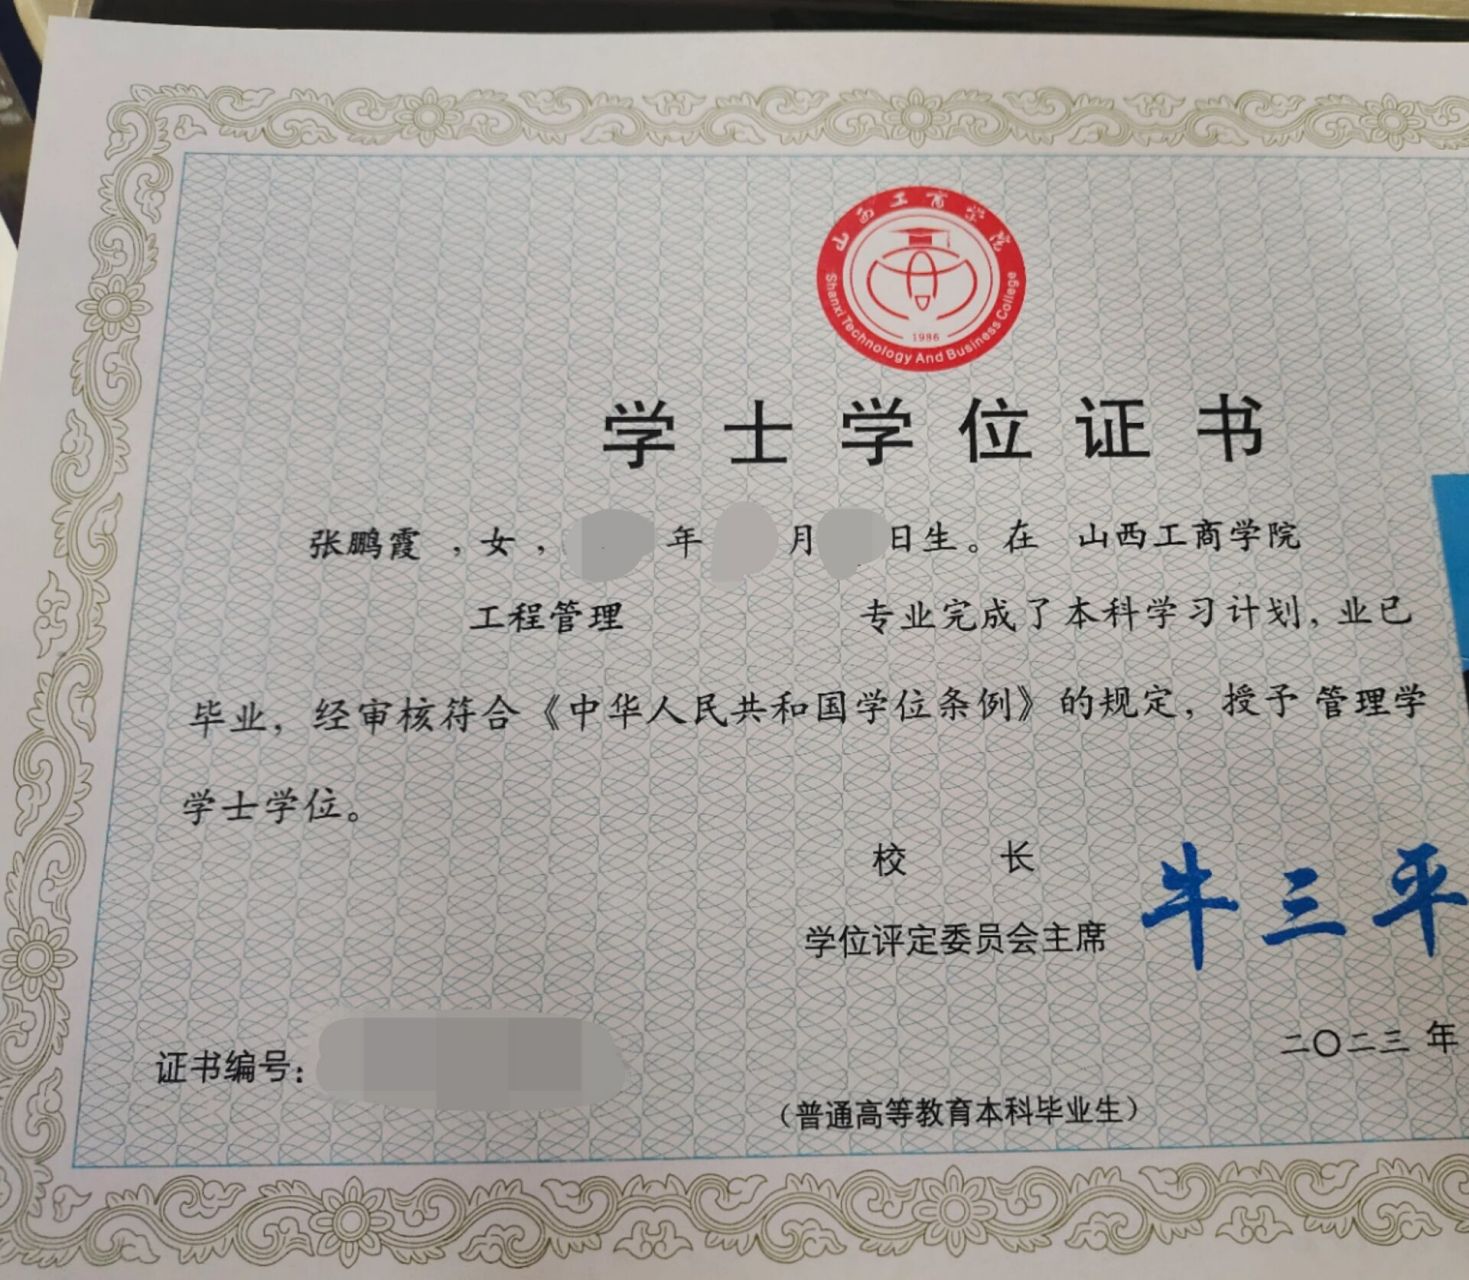 山西工商学院
Shanxi Technology And Business College
1986
学士学位证书
张鹏霞，女， 年 月 日生。在 山西工商学院
工程管理 专业完成了本科学习计划，业已
毕业，经审核符合《中华人民共和国学位条例》的规定，授予 管理学
学士学位。
校 长
学位评定委员会主席
牛三平
二〇二三 年
证书编号：
（普通高等教育本科毕业生）